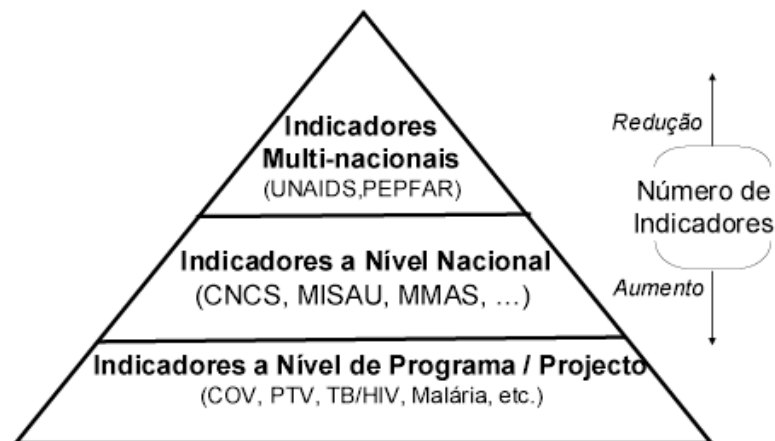 Indicadores
Multi-nacionais
(UNAIDS,PEPFAR)
Indicadores a Nível Nacional
(CNCS, MISAU, MMAS, ...)
Indicadores a Nível de Programa / Projecto
(COV, PTV, TB/HIV, Malária, etc.)
Redução
Número de
Indicadores
Aumento